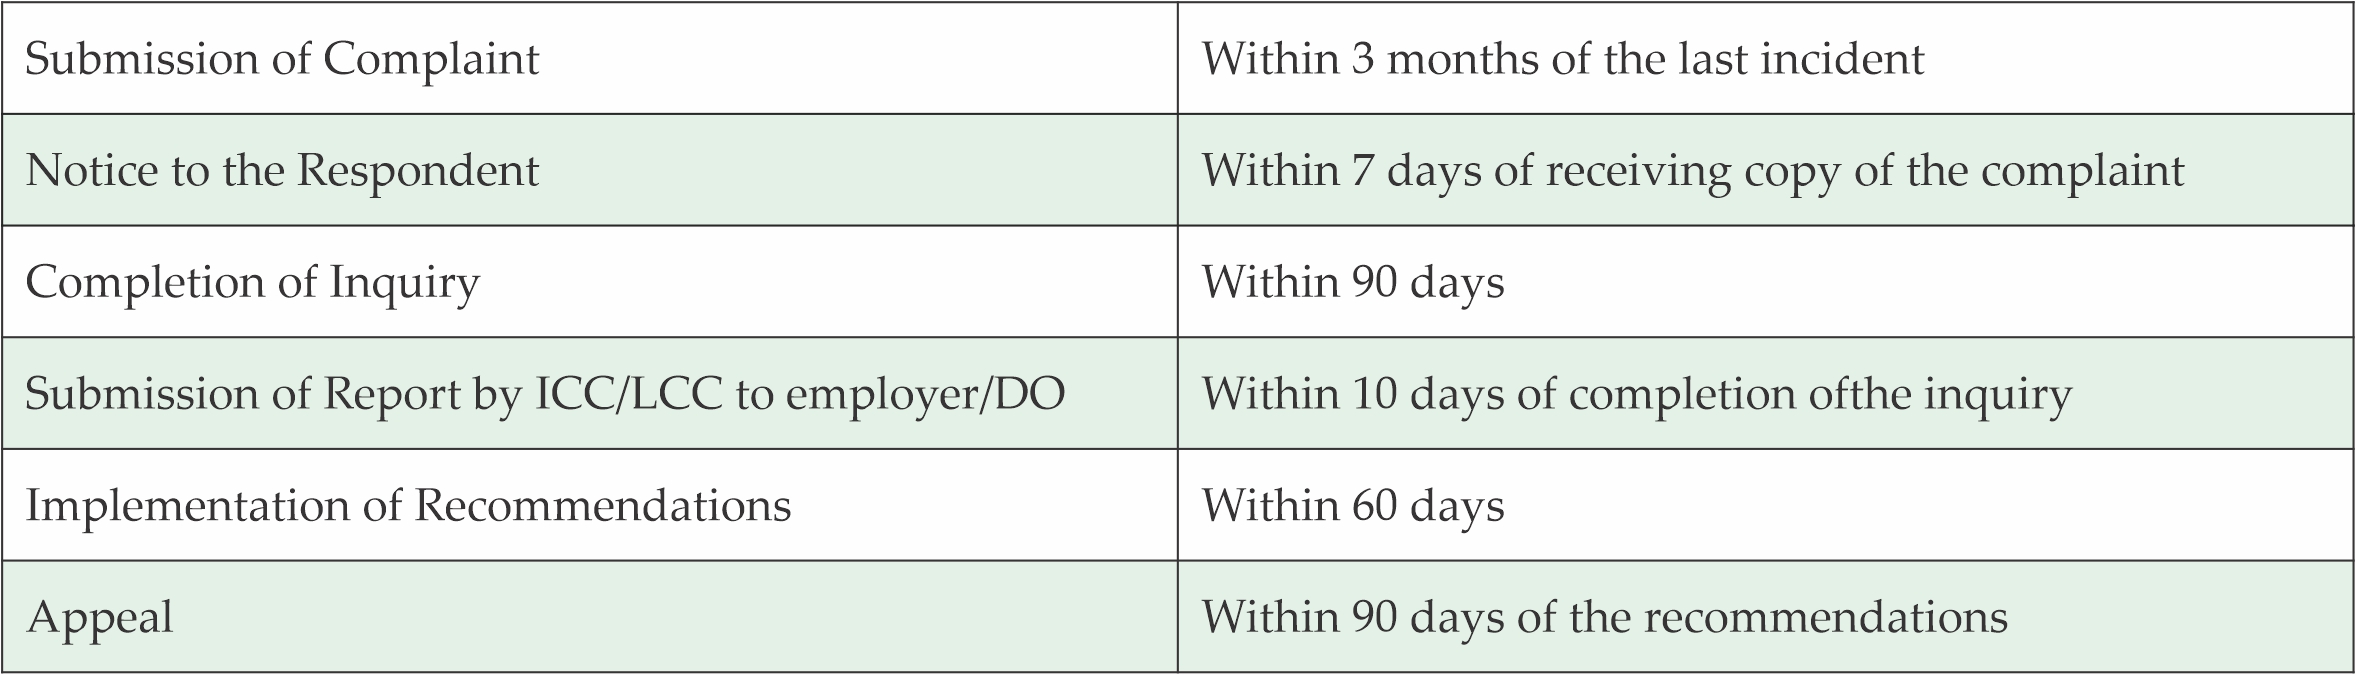 Submission of Complaint
Within 3 months of the last incident
Notice to the Respondent
Within 7 days of receiving copy of the complaint
Completion of Inquiry
Within 90 days
Submission of Report by ICC/LCC to employer/DO
Within 10 days of completion ofthe inquiry
Implementation of Recommendations
Within 60 days
Appeal
Within 90 days of the recommendations